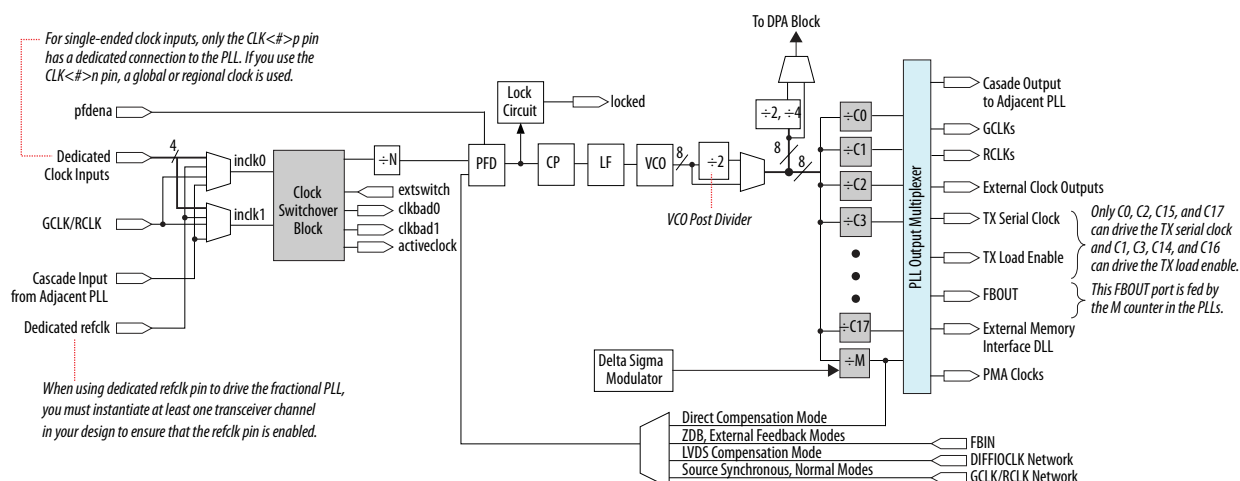 To DPA Block
For single-ended clock inputs, only the CLK<#>p pin
has a dedicated connection to the PLL. If you use the
CLK<#>n pin, a global or regional clock is used.
pfdena
Lock
Circuit
locked
÷2, ÷4
÷C0
Casade Output
to Adjacent PLL
Dedicated
Clock Inputs
4
inclk0
÷N
PFD
CP
LF
VCO
8
÷2
8
8
÷C1
GCLKs
RCLKs
Clock
Switchover
Block
extswitch
clkbad0
clkbad1
activeclock
VCO Post Divider
÷C2
External Clock Outputs
GCLK/RCLK
inclk1
÷C3
PLL Output Multiplexer
TX Serial Clock
TX Load Enable
Only C0, C2, C15, and C17
can drive the TX serial clock
and C1, C3, C14, and C16
can drive the TX load enable.
Cascade Input
from Adjacent PLL
FBOUT
This FBOUT port is fed by
the M counter in the PLLs.
Dedicated refclk
÷C17
External Memory
Interface DLL
Delta Sigma
Modulator
÷M
PMA Clocks
When using dedicated refclk pin to drive the fractional PLL,
you must instantiate at least one transceiver channel
in your design to ensure that the refclk pin is enabled.
Direct Compensation Mode
ZDB, External Feedback Modes
FBIN
LVDS Compensation Mode
DIFFIOCLK Network
Source Synchronous, Normal Modes
GCLK/RCLK Network